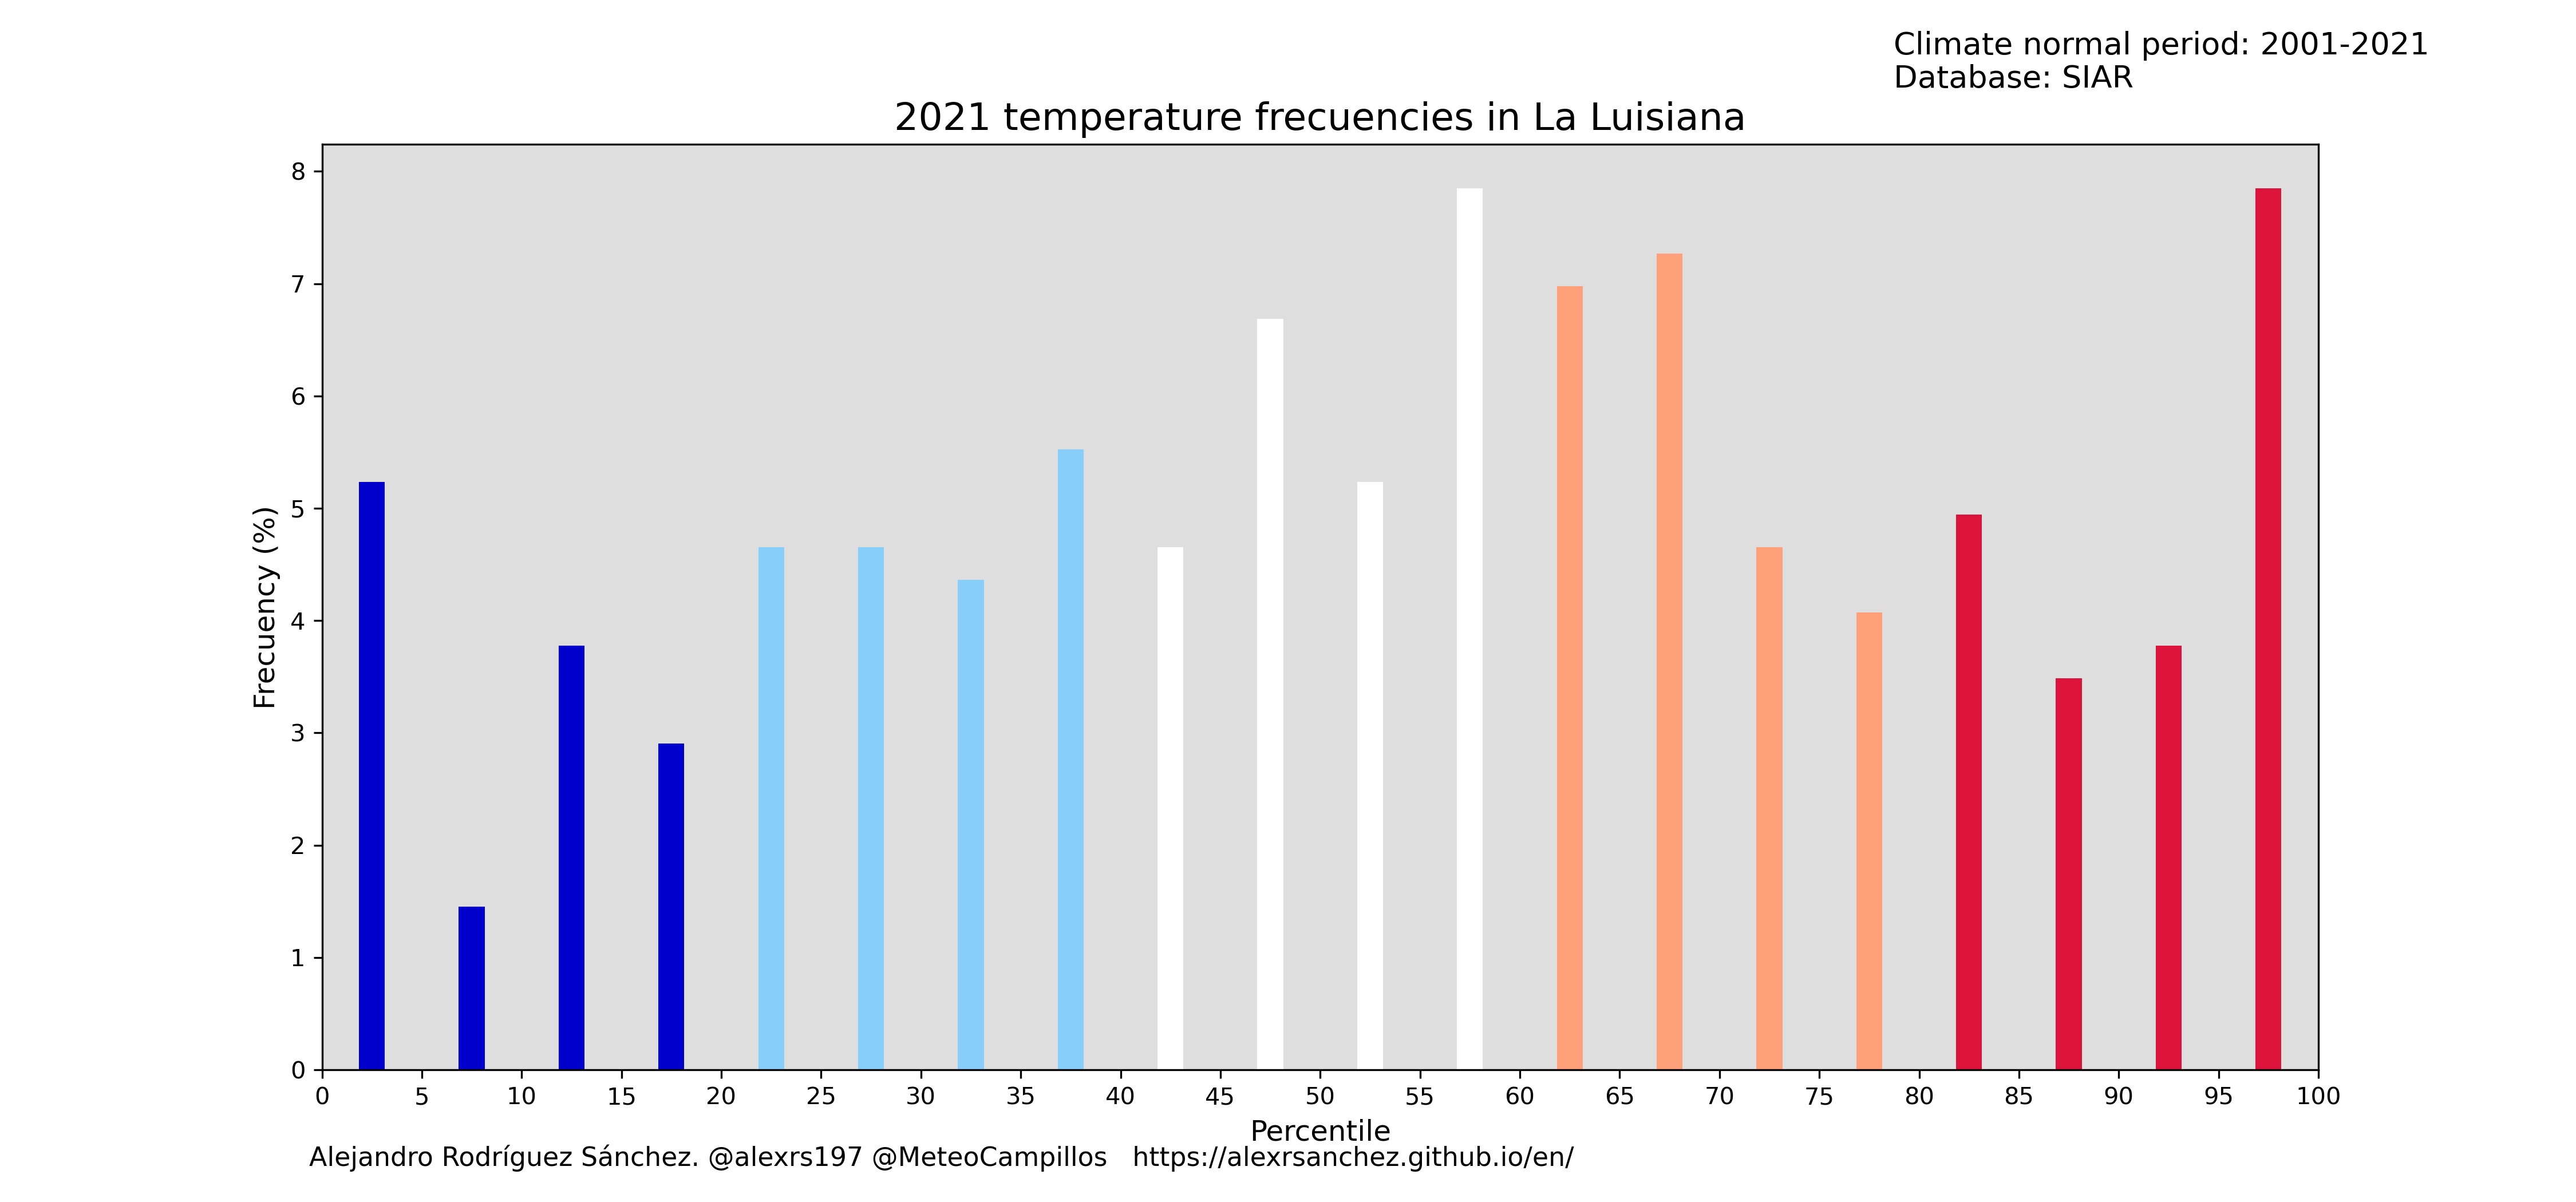 Climate normal period: 2001-2021
Database: SIAR
2021 temperature frecuencies in La Luisiana
8
7
6
5
4
3
2
1
0
Frecuency (%)
0 5 10 15 20 25 30 35 40 45 50 55 60 65 70 75 80 85 90 95 100
Percentile
Alejandro Rodríguez Sánchez. @alexrs197 @MeteoCampillos https://alexrsanchez.github.io/en/